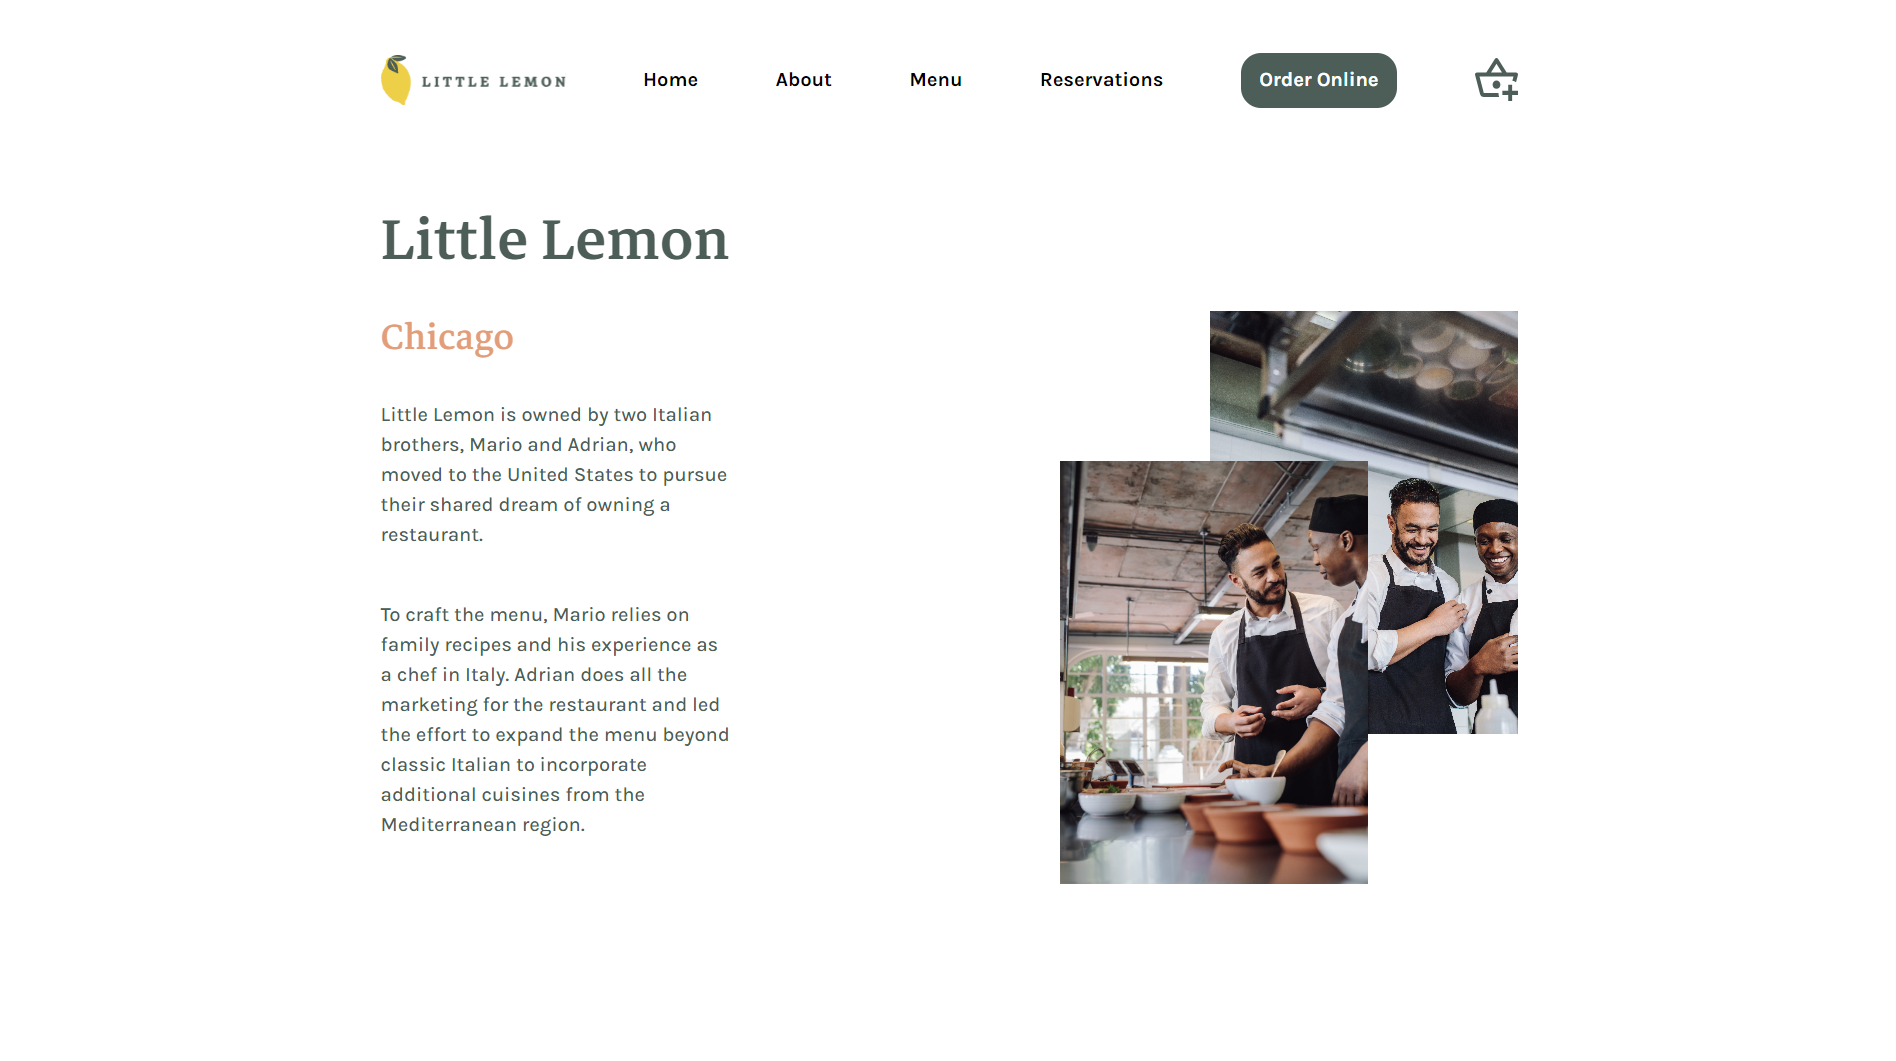 LITTLE LEMON
Home
About
Menu
Reservations
Order Online
Little Lemon
Chicago
Little Lemon is owned by two Italian
brothers, Mario and Adrian, who
moved to the United States to pursue
their shared dream of owning a
restaurant.
To craft the menu, Mario relies on
family recipes and his experience as
a chef in Italy. Adrian does all the
marketing for the restaurant and led
the effort to expand the menu beyond
classic Italian to incorporate
additional cuisines from the
Mediterranean region.